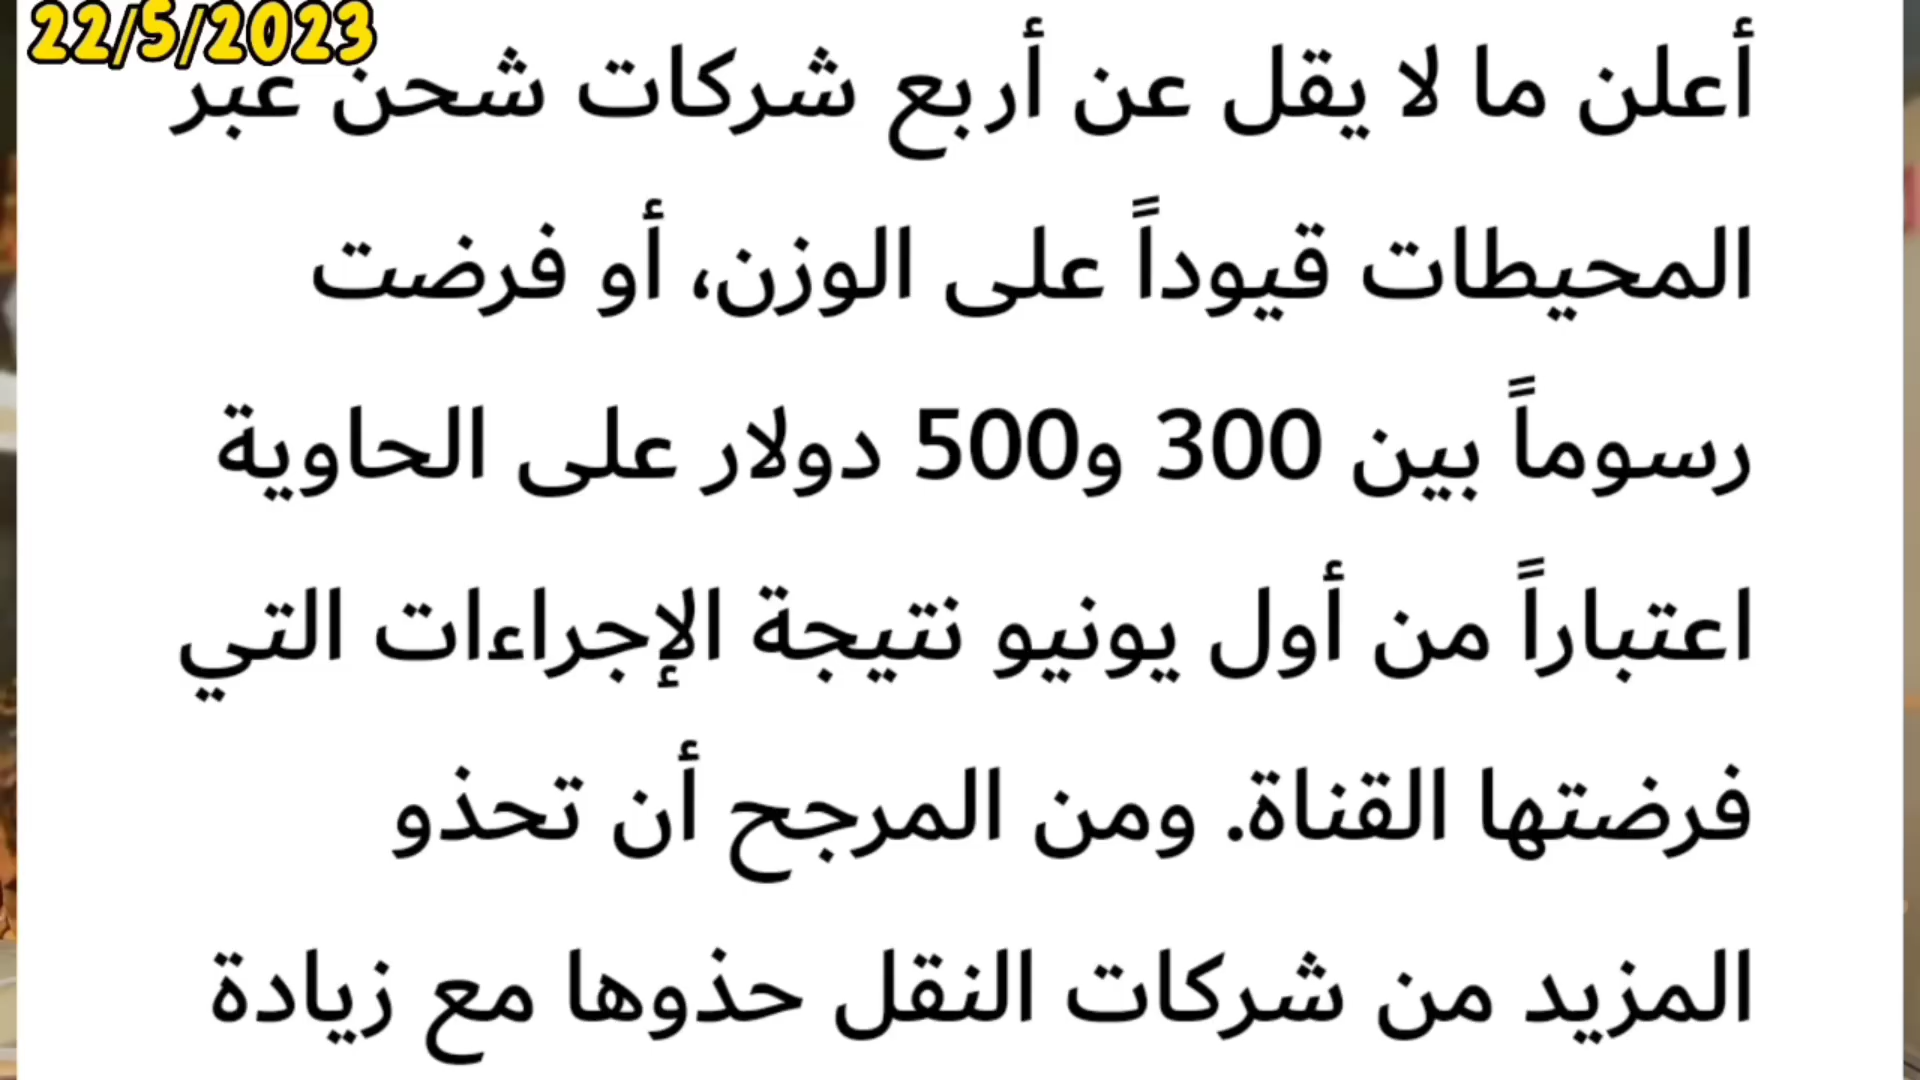 22/5/2023
أعلن ما لا يقل عن أربع شركات شحن عبر
المحيطات قيوداً على الوزن، أو فرضت
رسوماً بين 300 و500 دولار على الحاوية
اعتباراً من أول يونيو نتيجة الإجراءات التي
فرضتها القناة. ومن المرجح أن تحذو
المزيد من شركات النقل حذوها مع زيادة